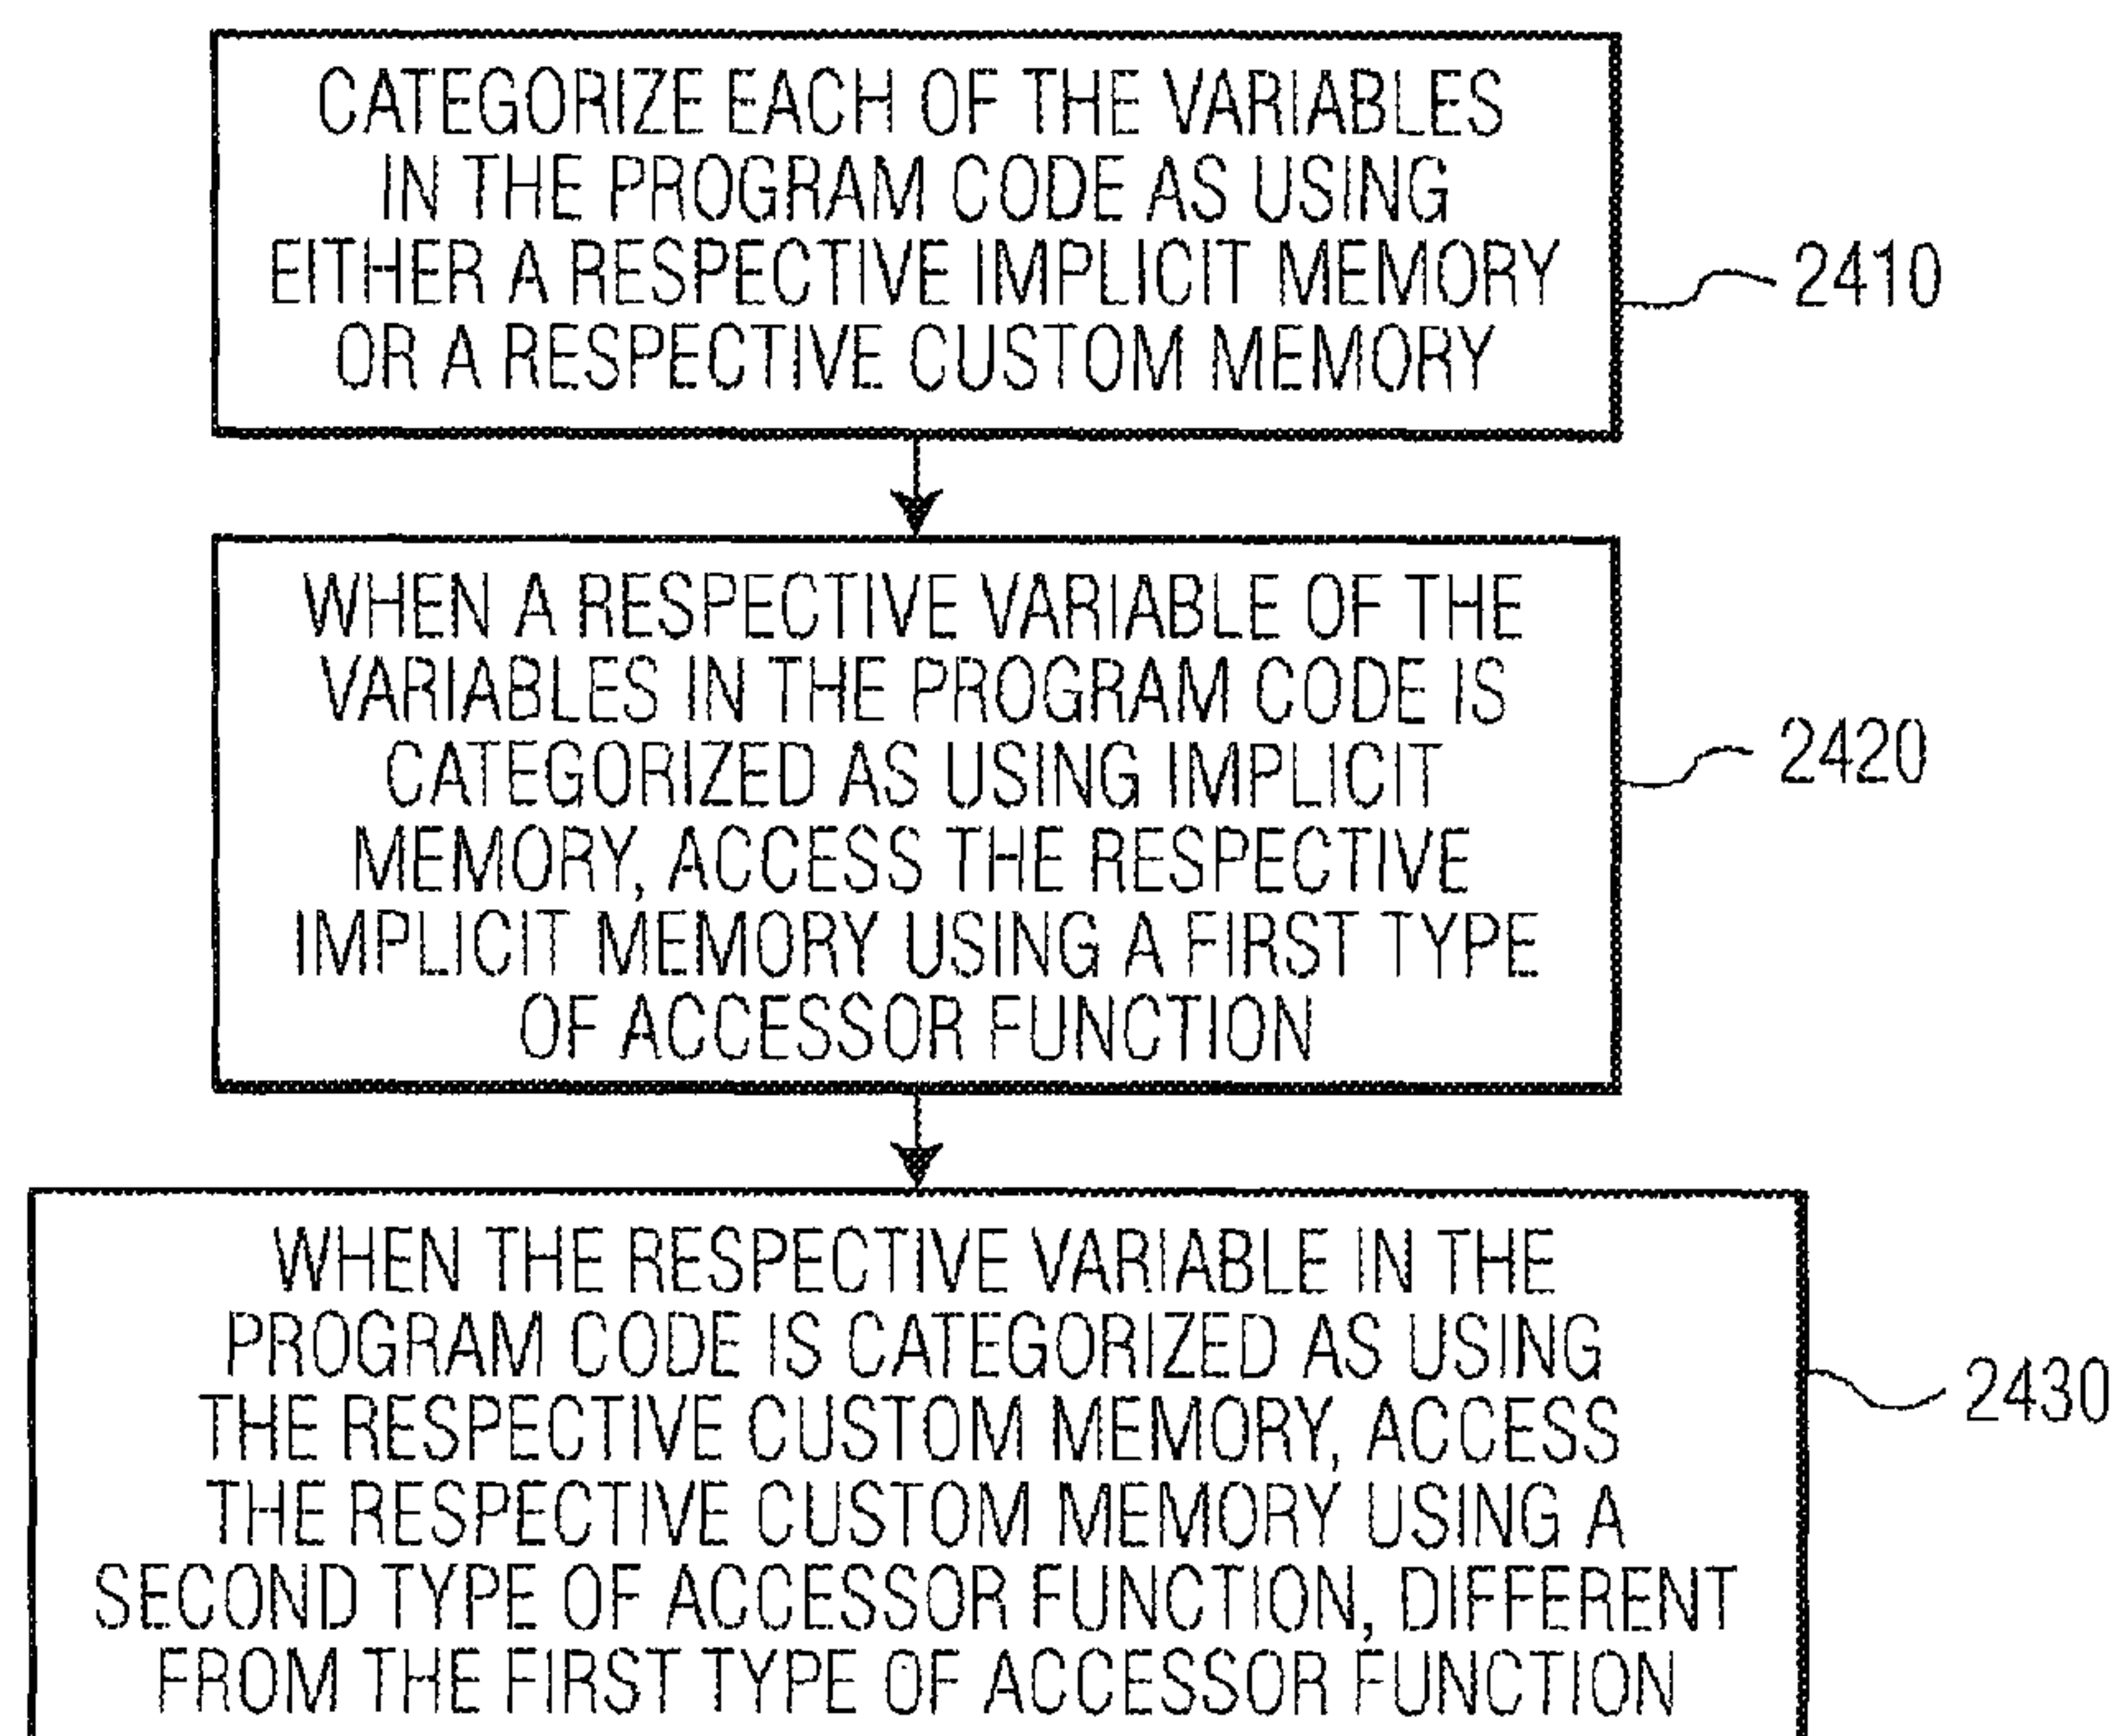 CATEGORIZE EACH OF THE VARIABLES
IN THE PROGRAM CODE AS USING
EITHER A RESPECTIVE IMPLICIT MEMORY
OR A RESPECTIVE CUSTOM MEMORY
2410
WHEN A RESPECTIVE VARIABLE OF THE
VARIABLES IN THE PROGRAM CODE IS
CATEGORIZED AS USING IMPLICIT
MEMORY, ACCESS THE RESPECTIVE
IMPLICIT MEMORY USING A FIRST TYPE
OF ACCESSOR FUNCTION
2420
WHEN THE RESPECTIVE VARIABLE IN THE
PROGRAM CODE IS CATEGORIZED AS USING
THE RESPECTIVE CUSTOM MEMORY, ACCESS
THE RESPECTIVE CUSTOM MEMORY USING A
SECOND TYPE OF ACCESSOR FUNCTION, DIFFERENT
FROM THE FIRST TYPE OF ACCESSOR FUNCTION
2430